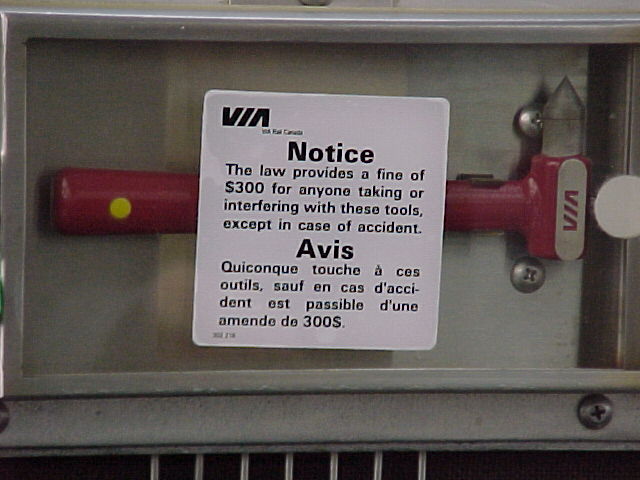 VIA
VIA Rail Canada
Notice
The law provides a fine of
$300 for anyone taking or
interfering with these tools,
except in case of accident.
Avis
Quiconque touche à ces
outils, sauf en cas d'acci-
dent est passible d'une
amende de 300$.
VIA